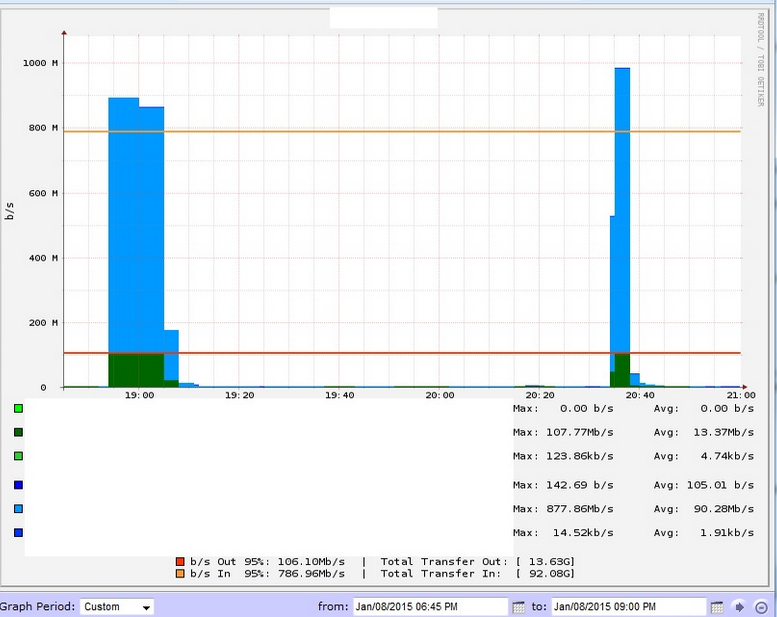 RRDTOOL / TOBI OETIKER
b/s
1000 M
800 M
600 M
400 M
200 M
0
19:00 19:20 19:40 20:00 20:20 20:40 21:00
Max: 0.00 b/s Avg: 0.00 b/s
Max: 107.77Mb/s Avg: 13.37Mb/s
Max: 123.86kb/s Avg: 4.74kb/s
Max: 142.69 b/s Avg: 105.01 b/s
Max: 877.86Mb/s Avg: 90.28Mb/s
Max: 14.52kb/s Avg: 1.91kb/s
b/s Out 95%: 106.10Mb/s | Total Transfer Out: [ 13.63G]
b/s In 95%: 786.96Mb/s | Total Transfer In: [ 92.08G]
Graph Period: Custom from: Jan/08/2015 06:45 PM to: Jan/08/2015 09:00 PM